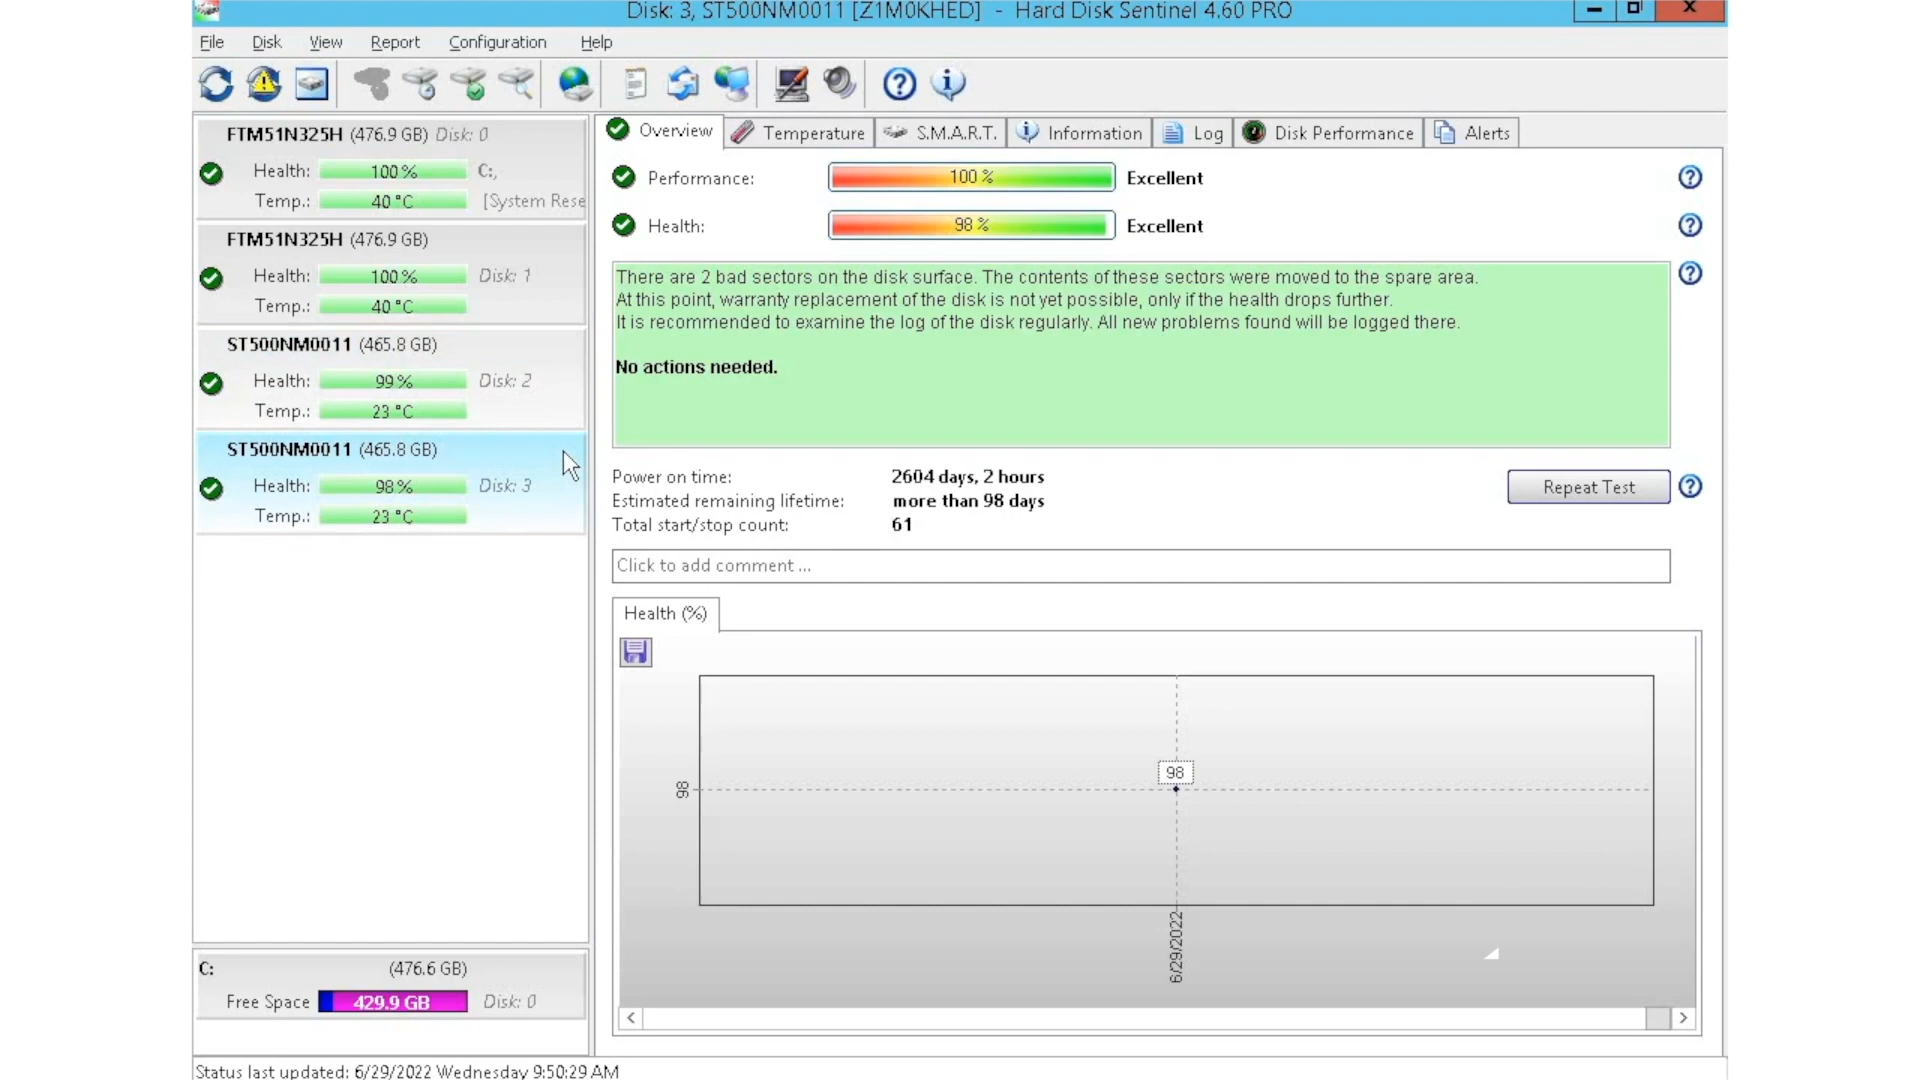 Disk: 3, ST500NM0011 [Z1M0KHED] - Hard Disk Sentinel 4.60 PRO
File Disk View Report Configuration Help
FTM51N325H (476.9 GB) Disk: 0
Health: 100 % C:,
Temp.: 40 °C [System Rese
FTM51N325H (476.9 GB)
Health: 100 % Disk: 1
Temp.: 40 °C
ST500NM0011 (465.8 GB)
Health: 99 % Disk: 2
Temp.: 23 °C
ST500NM0011 (465.8 GB)
Health: 98 % Disk: 3
Temp.: 23 °C
C: (476.6 GB)
Free Space 429.9 GB Disk: 0
Overview Temperature S.M.A.R.T. Information Log Disk Performance Alerts
Performance: 100 % Excellent
Health: 98 % Excellent
There are 2 bad sectors on the disk surface. The contents of these sectors were moved to the spare area.
At this point, warranty replacement of the disk is not yet possible, only if the health drops further.
It is recommended to examine the log of the disk regularly. All new problems found will be logged there.
No actions needed.
Power on time: 2604 days, 2 hours
Estimated remaining lifetime: more than 98 days
Total start/stop count: 61
Repeat Test
Click to add comment ...
Health (%)
98
98
6/29/2022
Status last updated: 6/29/2022 Wednesday 9:50:29 AM